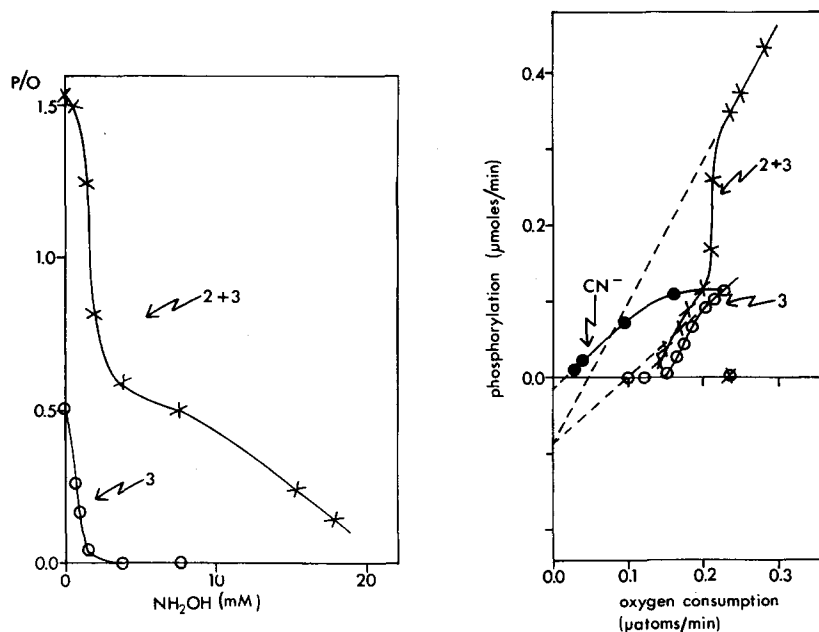 P/O
1.5
1.0
0.5
0.0
2+3
3
0
10
20
NH₂OH (mM)
phosphorylation (µmoles/min)
0.4
0.2
0.0
2+3
CN⁻
3
0.0
0.1
0.2
oxygen consumption
(µatoms/min)